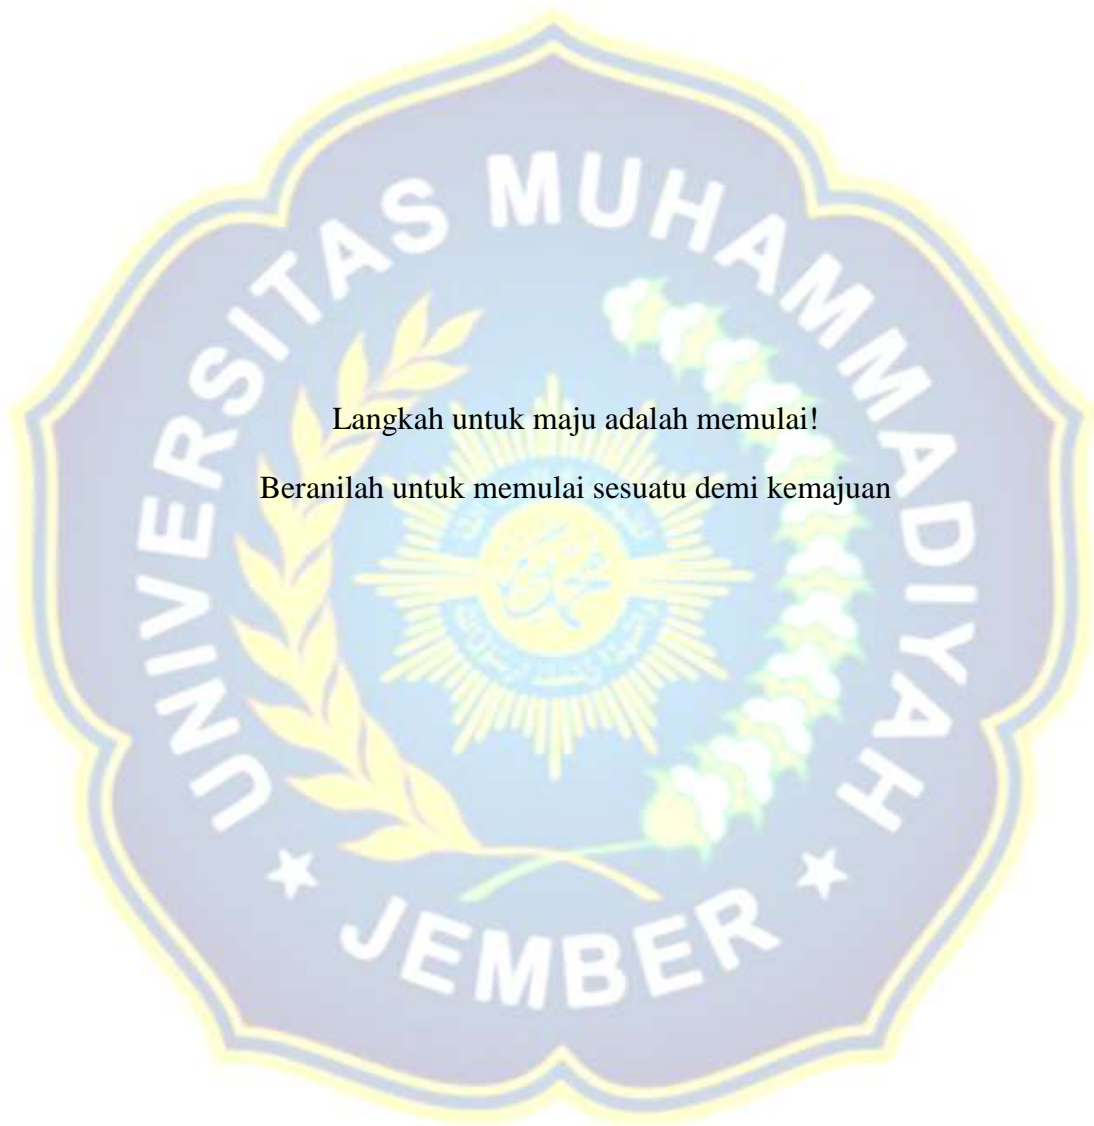 UNIVERSITAS MUHAMMADIYAH
Langkah untuk maju adalah memulai!
Beranilah untuk memulai sesuatu demi kemajuan
JEMBER